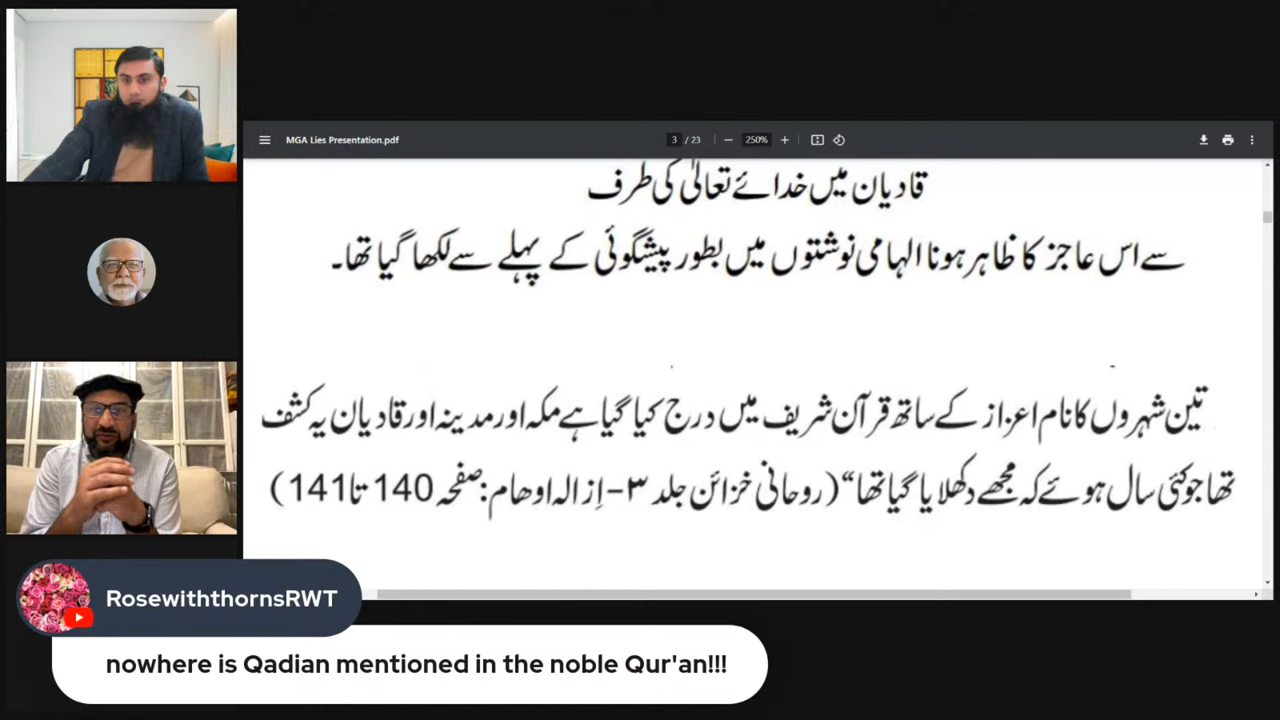 MGA Lies Presentation.pdf
3 / 23
250%
قادیان میں خدائے تعالیٰ کی طرف
سے اس عاجز کا ظاہر ہونا الہامی نوشتوں میں بطور پیشگوئی کے پہلے سے لکھا گیا تھا۔
تین شہروں کا نام اعزاز کے ساتھ قرآن شریف میں درج کیا گیا ہے مکہ اور مدینہ اور قادیان یہ کشف
تھا جو کئی سال ہوئے کہ مجھے دکھلایا گیا تھا“ (روحانی خزائن جلد ۳-اِزالہ اوھام: صفحہ 140 تا 141)
RosewiththornsRWT
nowhere is Qadian mentioned in the noble Qur'an!!!